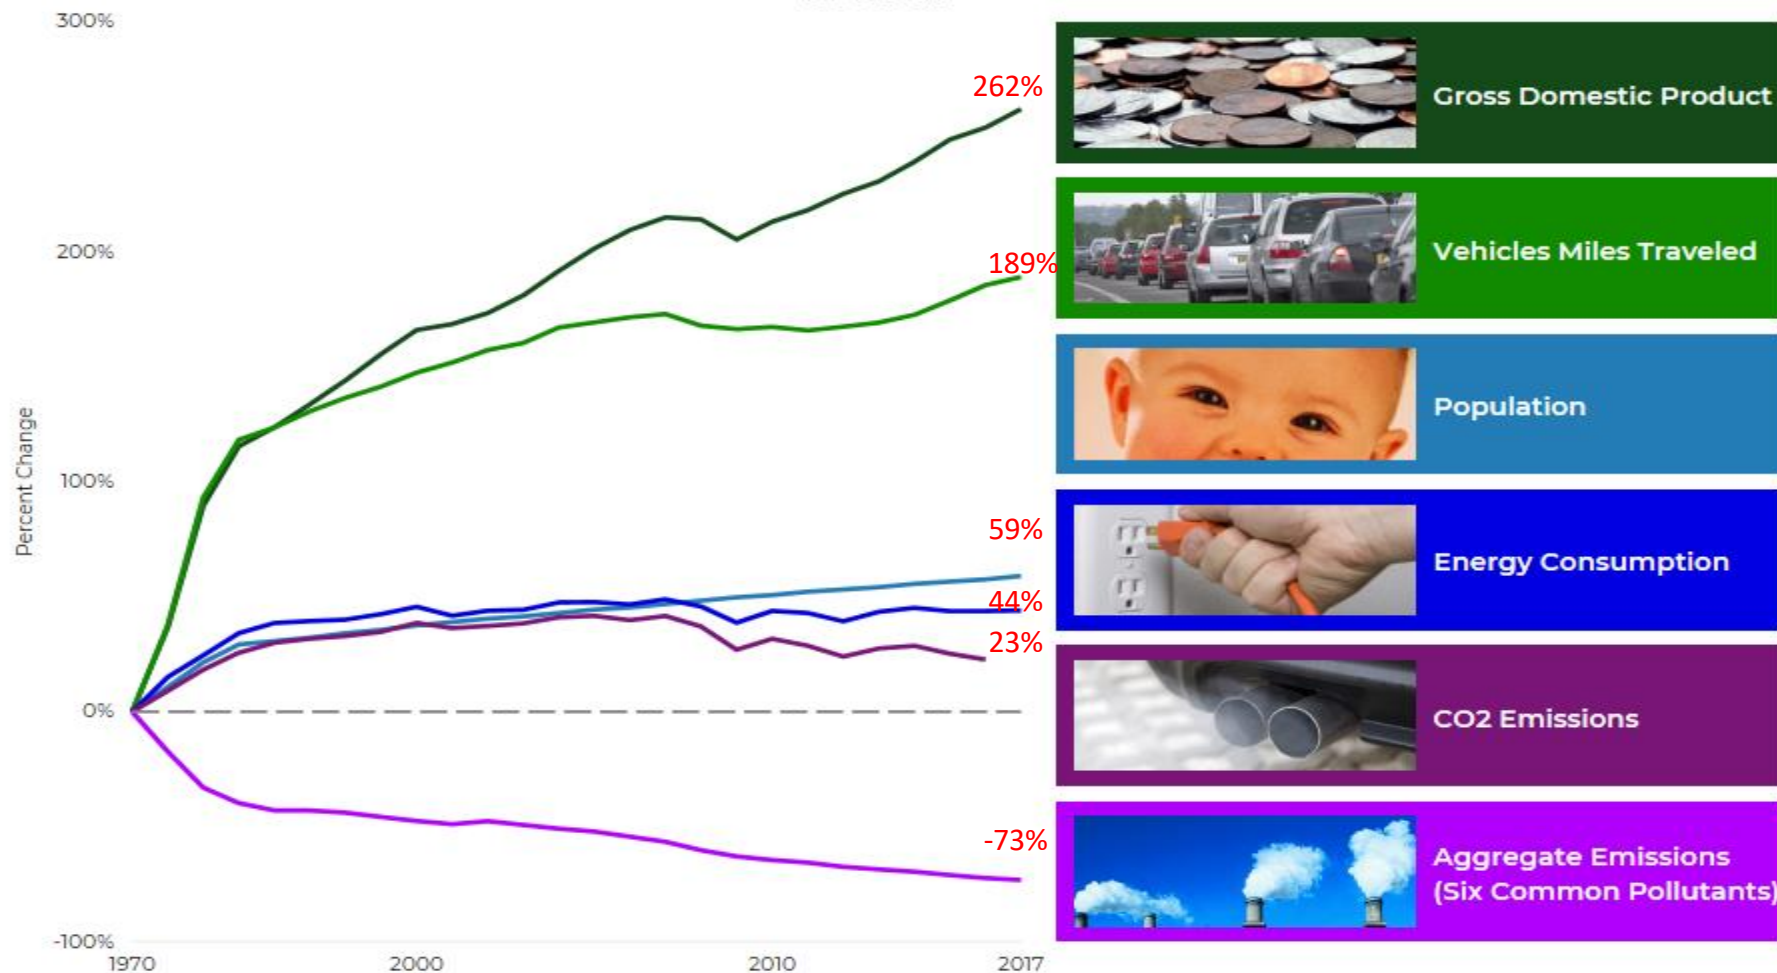 300%
262%
Gross Domestic Product
200%
189%
Vehicles Miles Traveled
Population
Percent Change
100%
59%
Energy Consumption
44%
23%
0%
CO2 Emissions
-73%
Aggregate Emissions
(Six Common Pollutants)
-100%
1970 2000 2010 2017